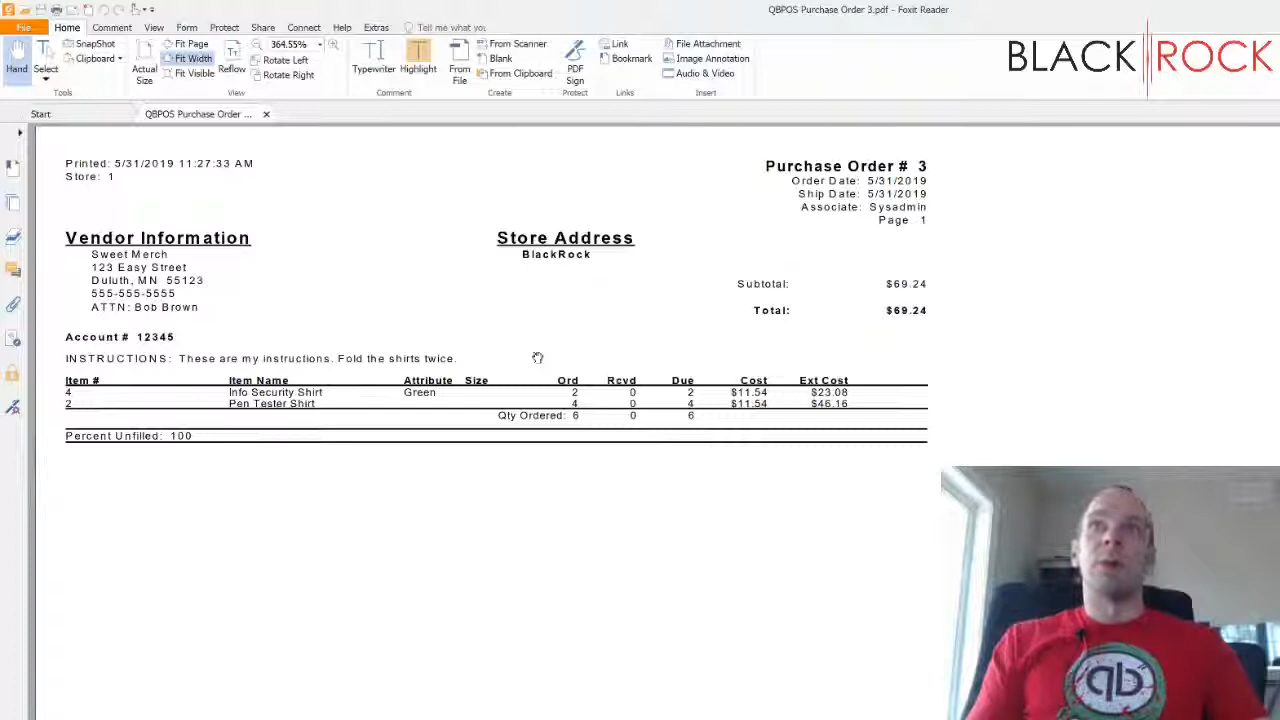 QBPOS Purchase Order 3.pdf - Foxit Reader
File Home Comment View Form Protect Share Connect Help Extras Tell me what you
Hand
Select
SnapShot
Clipboard
Tools
Actual Size
Fit Page
Fit Width
Fit Visible
Reflow
364.55%
Rotate Left
Rotate Right
View
Typewriter
Highlight
Comment
From File
From Scanner
Blank
From Clipboard
Create
PDF Sign
Protect
Link
Bookmark
Links
File Attachment
Image Annotation
Audio & Video
Insert
BLACK ROCK
Start
QBPOS Purchase Order ...
Printed: 5/31/2019 11:27:33 AM
Store: 1
Purchase Order # 3
Order Date: 5/31/2019
Ship Date: 5/31/2019
Associate: Sysadmin
Page 1
Vendor Information
Sweet Merch
123 Easy Street
Duluth, MN 55123
555-555-5555
ATTN: Bob Brown
Store Address
BlackRock
Subtotal: $69.24
Total: $69.24
Account # 12345
INSTRUCTIONS: These are my instructions. Fold the shirts twice.
Item # Item Name Attribute Size Ord Rcvd Due Cost Ext Cost
4 Info Security Shirt Green 2 0 2 $11.54 $23.08
2 Pen Tester Shirt 4 0 4 $11.54 $46.16
Qty Ordered: 6 0 6
Percent Unfilled: 100
qb